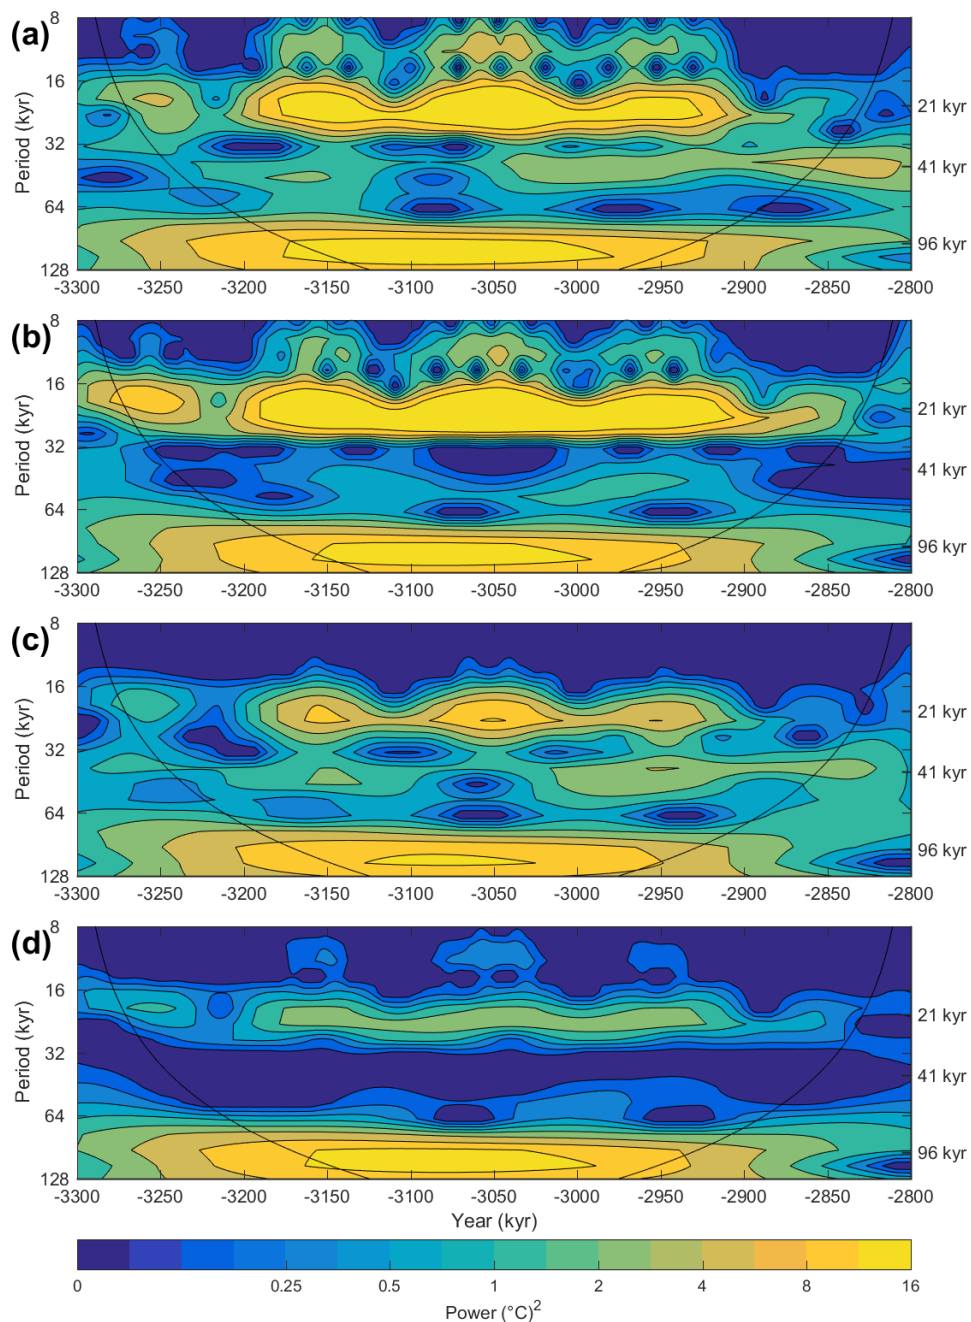 (a)
8
16
32
64
128
Period (kyr)
21 kyr
41 kyr
96 kyr
-3300 -3250 -3200 -3150 -3100 -3050 -3000 -2950 -2900 -2850 -2800
(b)
8
16
32
64
128
Period (kyr)
21 kyr
41 kyr
96 kyr
-3300 -3250 -3200 -3150 -3100 -3050 -3000 -2950 -2900 -2850 -2800
(c)
8
16
32
64
128
Period (kyr)
21 kyr
41 kyr
96 kyr
-3300 -3250 -3200 -3150 -3100 -3050 -3000 -2950 -2900 -2850 -2800
(d)
8
16
32
64
128
Period (kyr)
21 kyr
41 kyr
96 kyr
-3300 -3250 -3200 -3150 -3100 -3050 -3000 -2950 -2900 -2850 -2800
Year (kyr)
0 0.25 0.5 1 2 4 8 16
Power (°C)²